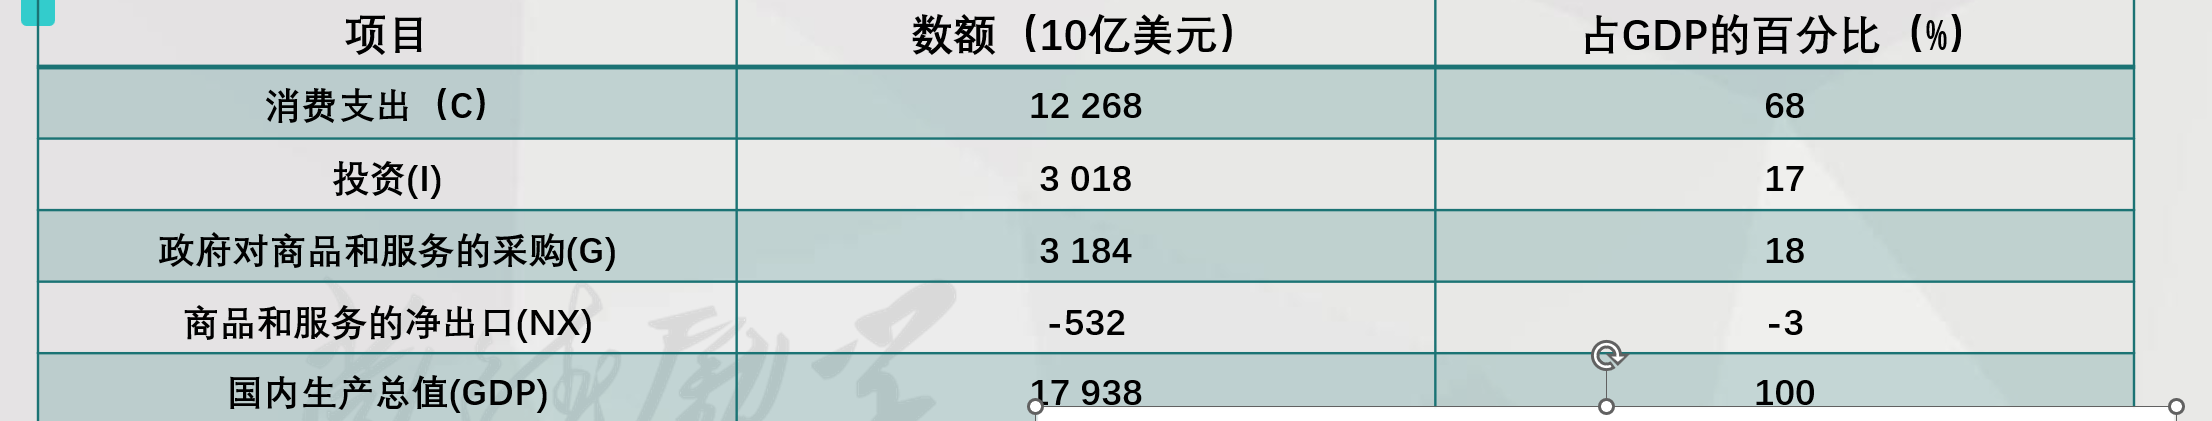 项目 数额（10亿美元） 占GDP的百分比（%）
消费支出（C） 12 268 68
投资(I) 3 018 17
政府对商品和服务的采购(G) 3 184 18
商品和服务的净出口(NX) -532 -3
国内生产总值(GDP) 17 938 100